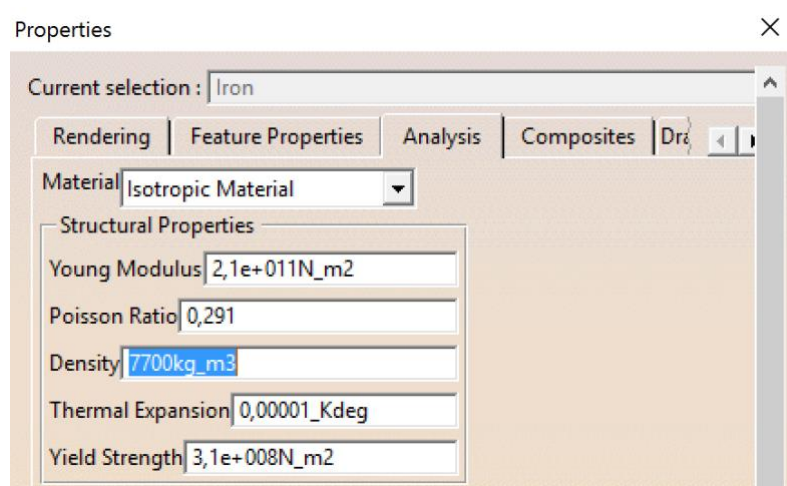 Properties
Current selection : Iron
Rendering Feature Properties Analysis Composites
Material Isotropic Material
Structural Properties
Young Modulus 2,1e+011N_m2
Poisson Ratio 0,291
Density 7700kg_m3
Thermal Expansion 0,00001_Kdeg
Yield Strength 3,1e+008N_m2